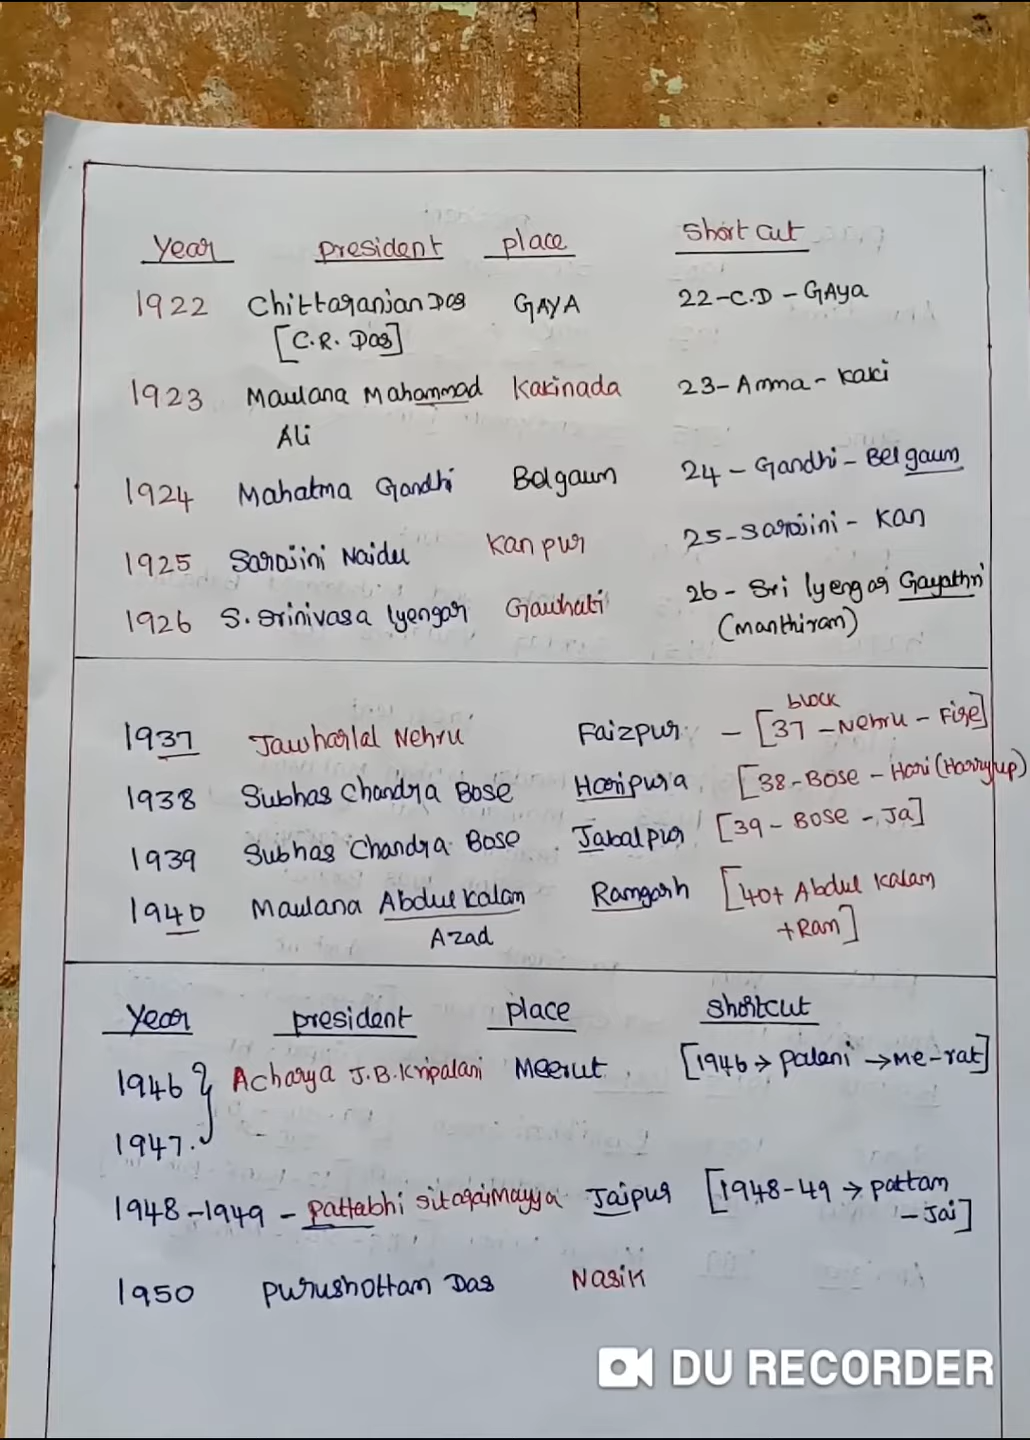 Year president place Short cut
1922 Chittaranjan Das GAYA 22-C.D - GAya
[C.R. Das]
1923 Maulana Mahammad Kakinada 23-Amma - kaki
Ali
1924 Mahatma Gandhi Belgaum 24 - Gandhi - Belgaum
1925 Sarojini Naidu Kanpur 25-Sarojini - Kan
1926 S. Srinivasa Iyengar Gauhati 26 - Sri Iyengar Gayathri
(manthiram)
block
1937 Jawharlal Nehru Faizpur - [37 - Nehru - Fire]
1938 Subhas Chandra Bose Haripura [38-Bose - Hari (Harry up)
1939 Subhas Chandra Bose Jabalpur [39 - BOSE - Ja]
1940 Maulana Abdul kalam Ramgarh [40+ Abdul kalam
Azad +Ram]
Year president place shortcut
1946 } Acharya J.B.Kripalani Meerut [1946 → palani → me-rat]
1947.
1948-1949 - pattabhi sitaraimayya Jaipur [1948-49 → pattam
- Jai]
1950 purushottam Das Nasik
DU RECORDER